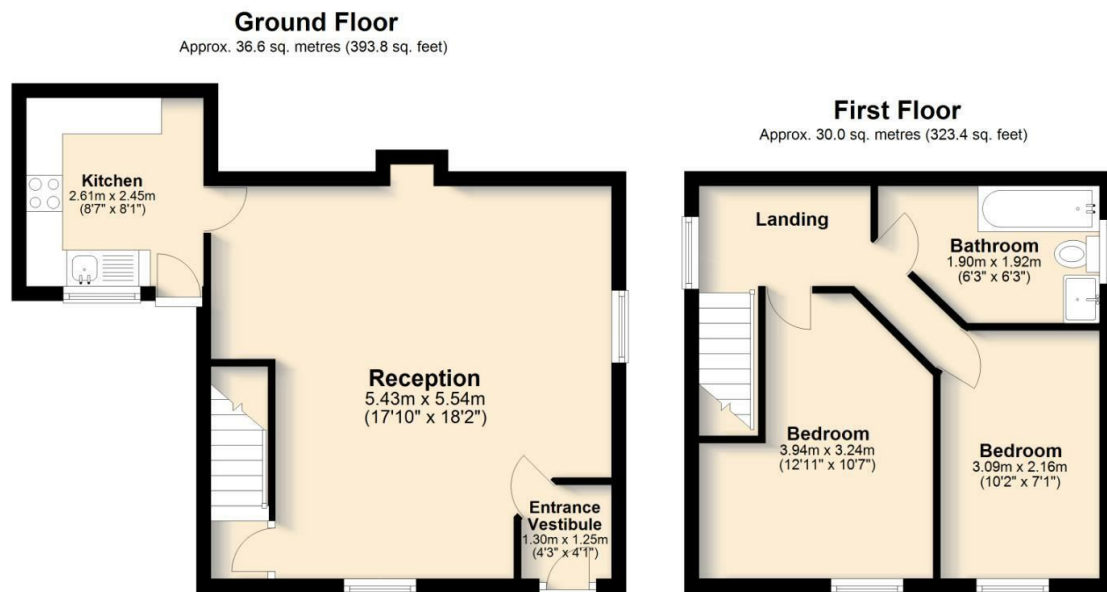 Ground Floor
Approx. 36.6 sq. metres (393.8 sq. feet)
Kitchen
2.61m x 2.45m
(8'7" x 8'1")
Reception
5.43m x 5.54m
(17'10" x 18'2")
Entrance
Vestibule
1.30m x 1.25m
(4'3" x 4'1")
First Floor
Approx. 30.0 sq. metres (323.4 sq. feet)
Landing
Bathroom
1.90m x 1.92m
(6'3" x 6'3")
Bedroom
3.94m x 3.24m
(12'11" x 10'7")
Bedroom
3.09m x 2.16m
(10'2" x 7'1")